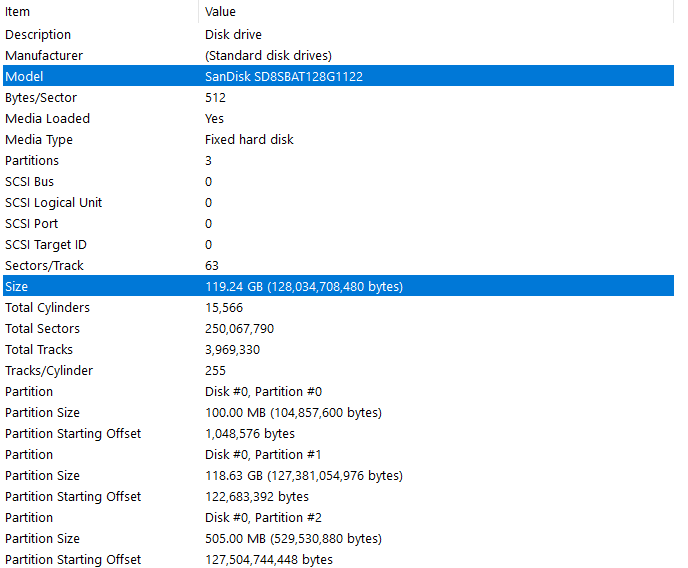 Item Value
Description Disk drive
Manufacturer (Standard disk drives)
Model SanDisk SD8SBAT128G1122
Bytes/Sector 512
Media Loaded Yes
Media Type Fixed hard disk
Partitions 3
SCSI Bus 0
SCSI Logical Unit 0
SCSI Port 0
SCSI Target ID 0
Sectors/Track 63
Size 119.24 GB (128,034,708,480 bytes)
Total Cylinders 15,566
Total Sectors 250,067,790
Total Tracks 3,969,330
Tracks/Cylinder 255
Partition Disk #0, Partition #0
Partition Size 100.00 MB (104,857,600 bytes)
Partition Starting Offset 1,048,576 bytes
Partition Disk #0, Partition #1
Partition Size 118.63 GB (127,381,054,976 bytes)
Partition Starting Offset 122,683,392 bytes
Partition Disk #0, Partition #2
Partition Size 505.00 MB (529,530,880 bytes)
Partition Starting Offset 127,504,744,448 bytes